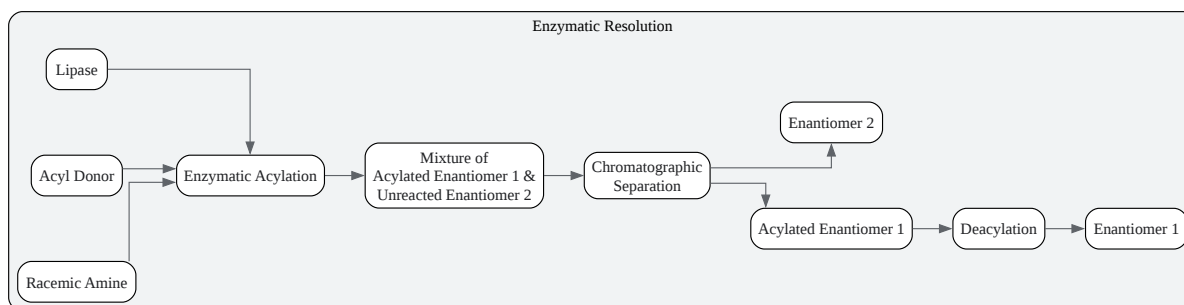 Enzymatic Resolution
Lipase
Acyl Donor
Racemic Amine
Enzymatic Acylation
Mixture of
Acylated Enantiomer 1 &
Unreacted Enantiomer 2
Chromatographic
Separation
Enantiomer 2
Acylated Enantiomer 1
Deacylation
Enantiomer 1